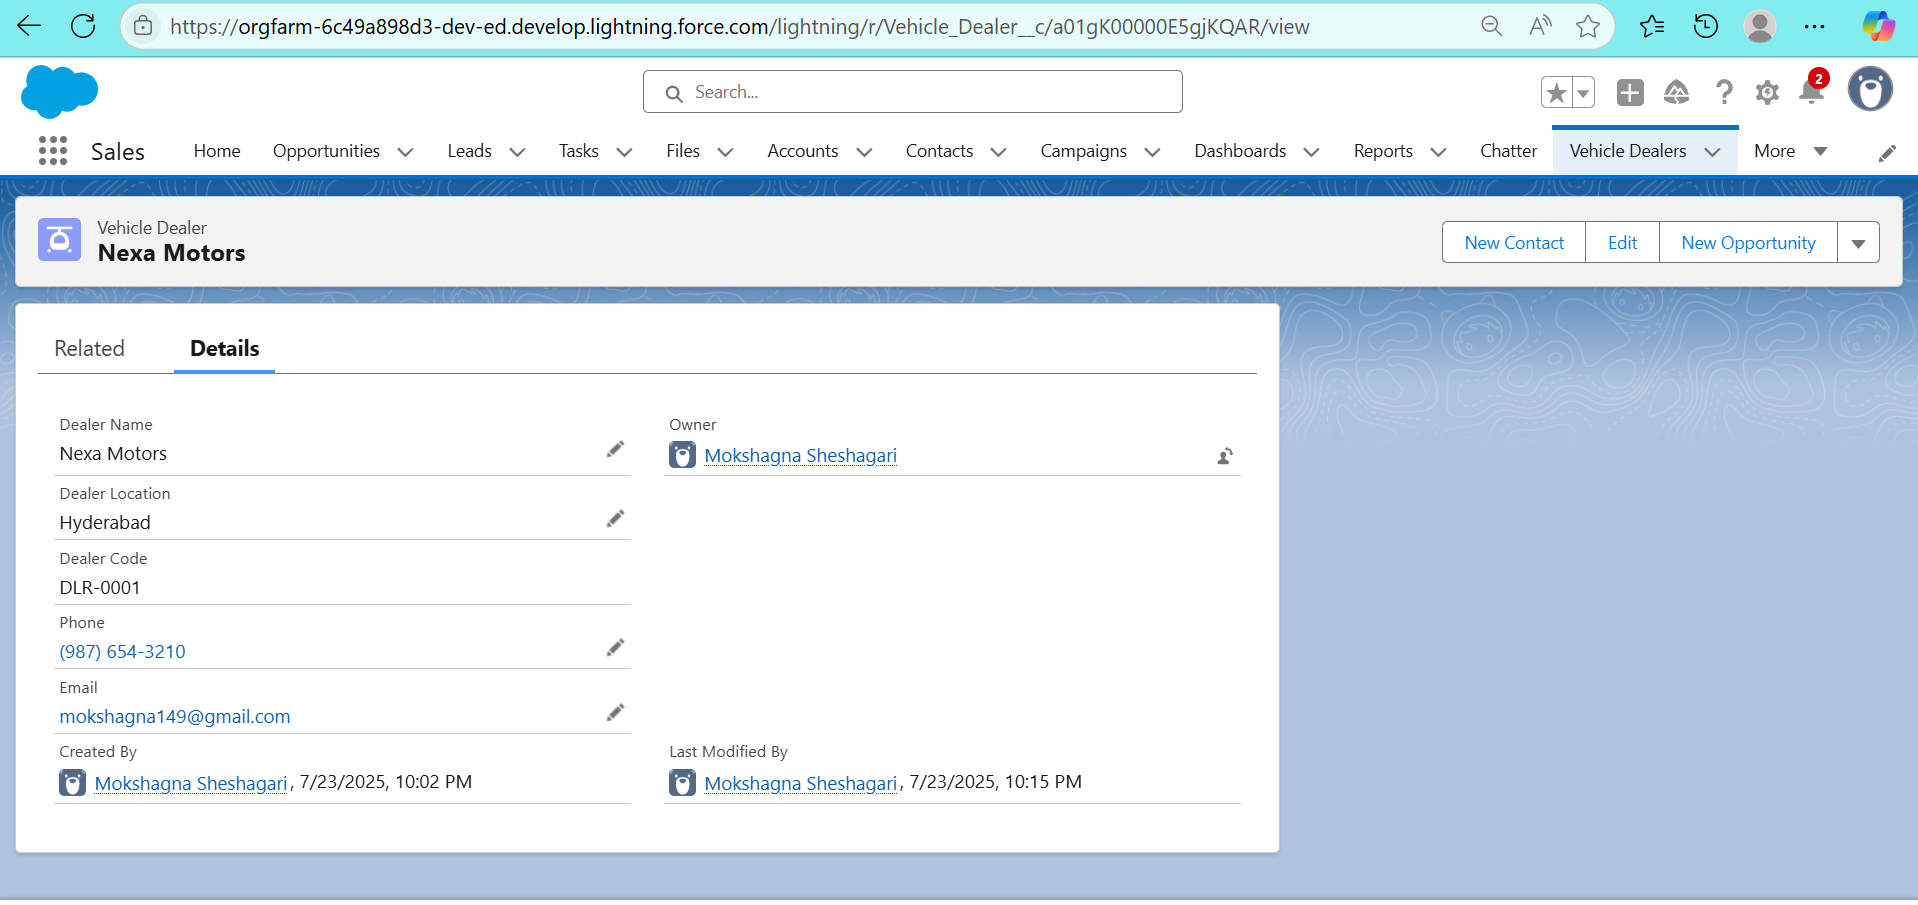 https://orgfarm-6c49a898d3-dev-ed.develop.lightning.force.com/lightning/r/Vehicle_Dealer__c/a01gK00000E5gjKQAR/view
Search...
2
Sales Home Opportunities Leads Tasks Files Accounts Contacts Campaigns Dashboards Reports Chatter Vehicle Dealers More
Vehicle Dealer
Nexa Motors
New Contact Edit New Opportunity
Related Details
Dealer Name
Nexa Motors
Owner
Mokshagna Sheshagari
Dealer Location
Hyderabad
Dealer Code
DLR-0001
Phone
(987) 654-3210
Email
mokshagna149@gmail.com
Created By
Mokshagna Sheshagari, 7/23/2025, 10:02 PM
Last Modified By
Mokshagna Sheshagari, 7/23/2025, 10:15 PM